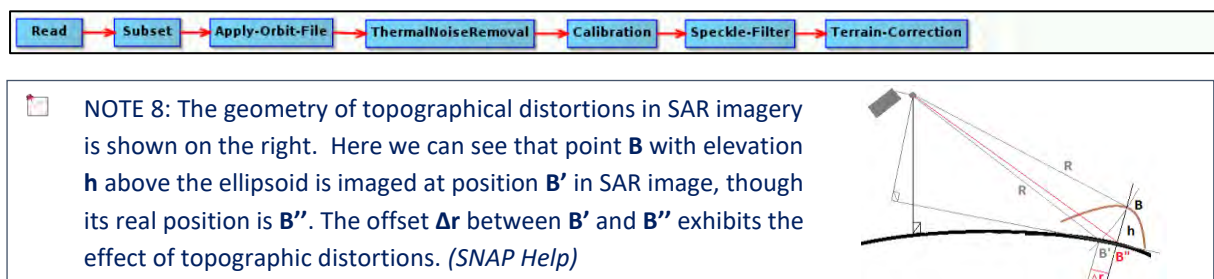 Read Subset Apply-Orbit-File ThermalNoiseRemoval Calibration Speckle-Filter Terrain-Correction
NOTE 8: The geometry of topographical distortions in SAR imagery
is shown on the right. Here we can see that point B with elevation
h above the ellipsoid is imaged at position B’ in SAR image, though
its real position is B’’. The offset Δr between B’ and B’’ exhibits the
effect of topographic distortions. (SNAP Help)
R
R
B
h
B' B"
Δr